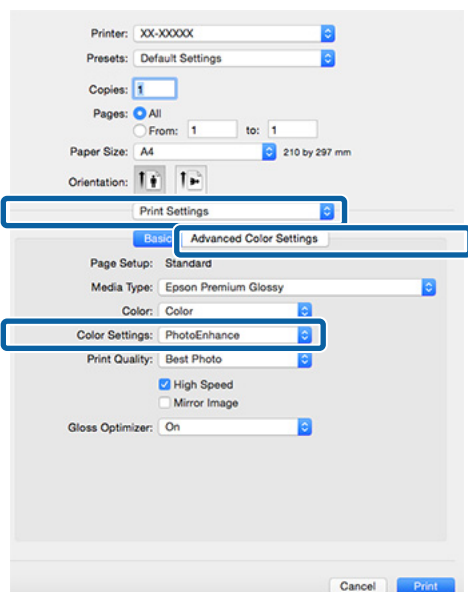 Printer: XX-XXXXX
Presets: Default Settings
Copies: 1
Pages: All
From: 1 to: 1
Paper Size: A4 210 by 297 mm
Orientation:
Print Settings
Basic Advanced Color Settings
Page Setup: Standard
Media Type: Epson Premium Glossy
Color: Color
Color Settings: PhotoEnhance
Print Quality: Best Photo
High Speed
Mirror Image
Gloss Optimizer: On
Cancel Print